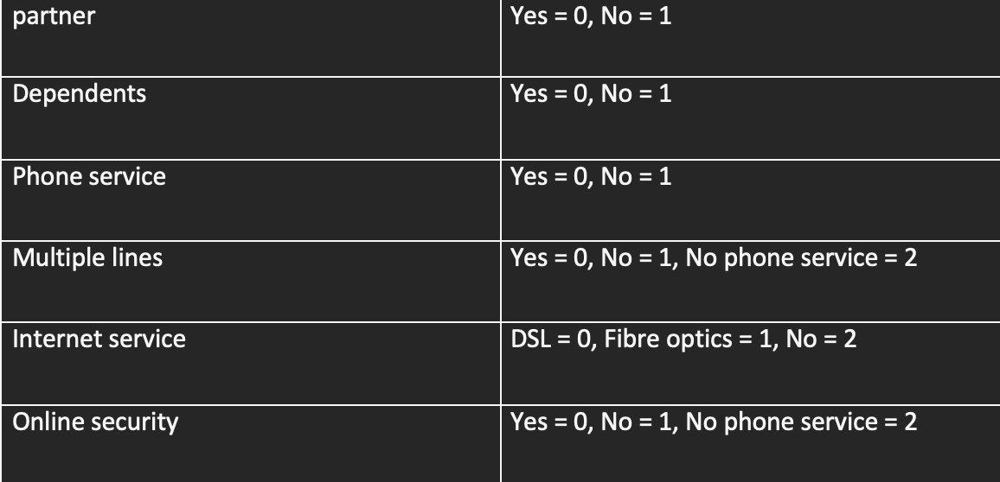 partner
Yes = 0, No = 1
Dependents
Yes = 0, No = 1
Phone service
Yes = 0, No = 1
Multiple lines
Yes = 0, No = 1, No phone service = 2
Internet service
DSL = 0, Fibre optics = 1, No = 2
Online security
Yes = 0, No = 1, No phone service = 2